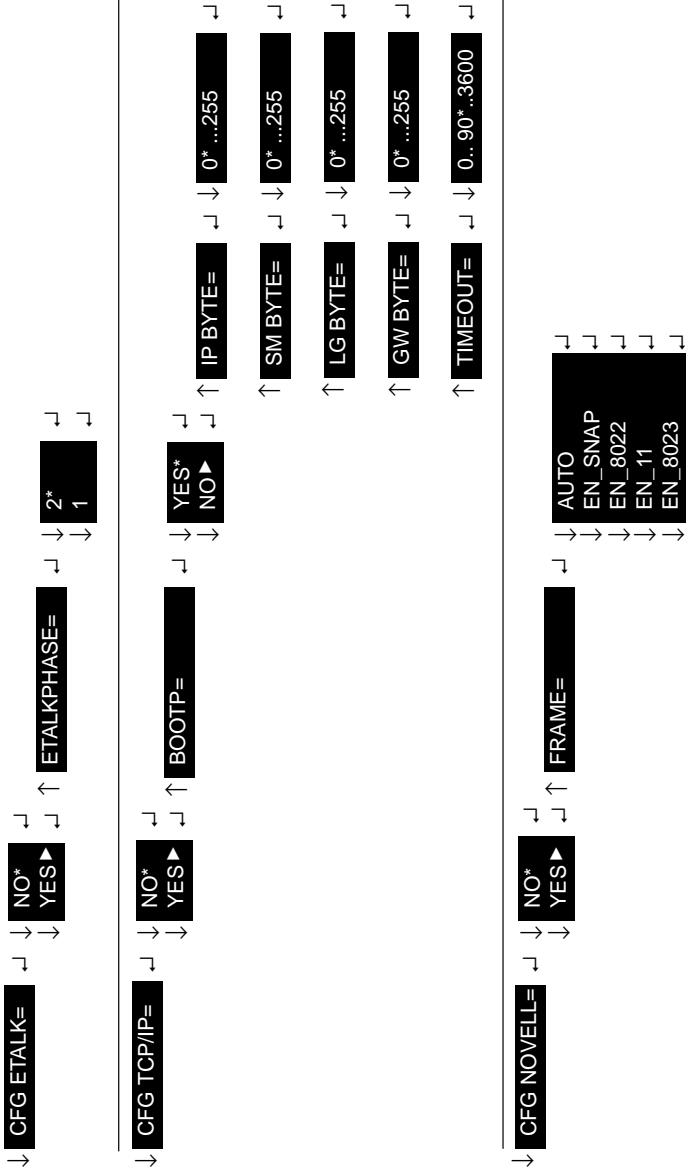 CFG ETALK=
NO*
YES►
ETALKPHASE=
2*
1
CFG TCP/IP=
NO*
YES►
BOOTP=
YES*
NO►
IP BYTE=
0* ...255
SM BYTE=
0* ...255
LG BYTE=
0* ...255
GW BYTE=
0* ...255
TIMEOUT=
0.. 90*..3600
CFG NOVELL=
NO*
YES►
FRAME=
AUTO
EN_SNAP
EN_8022
EN_11
EN_8023